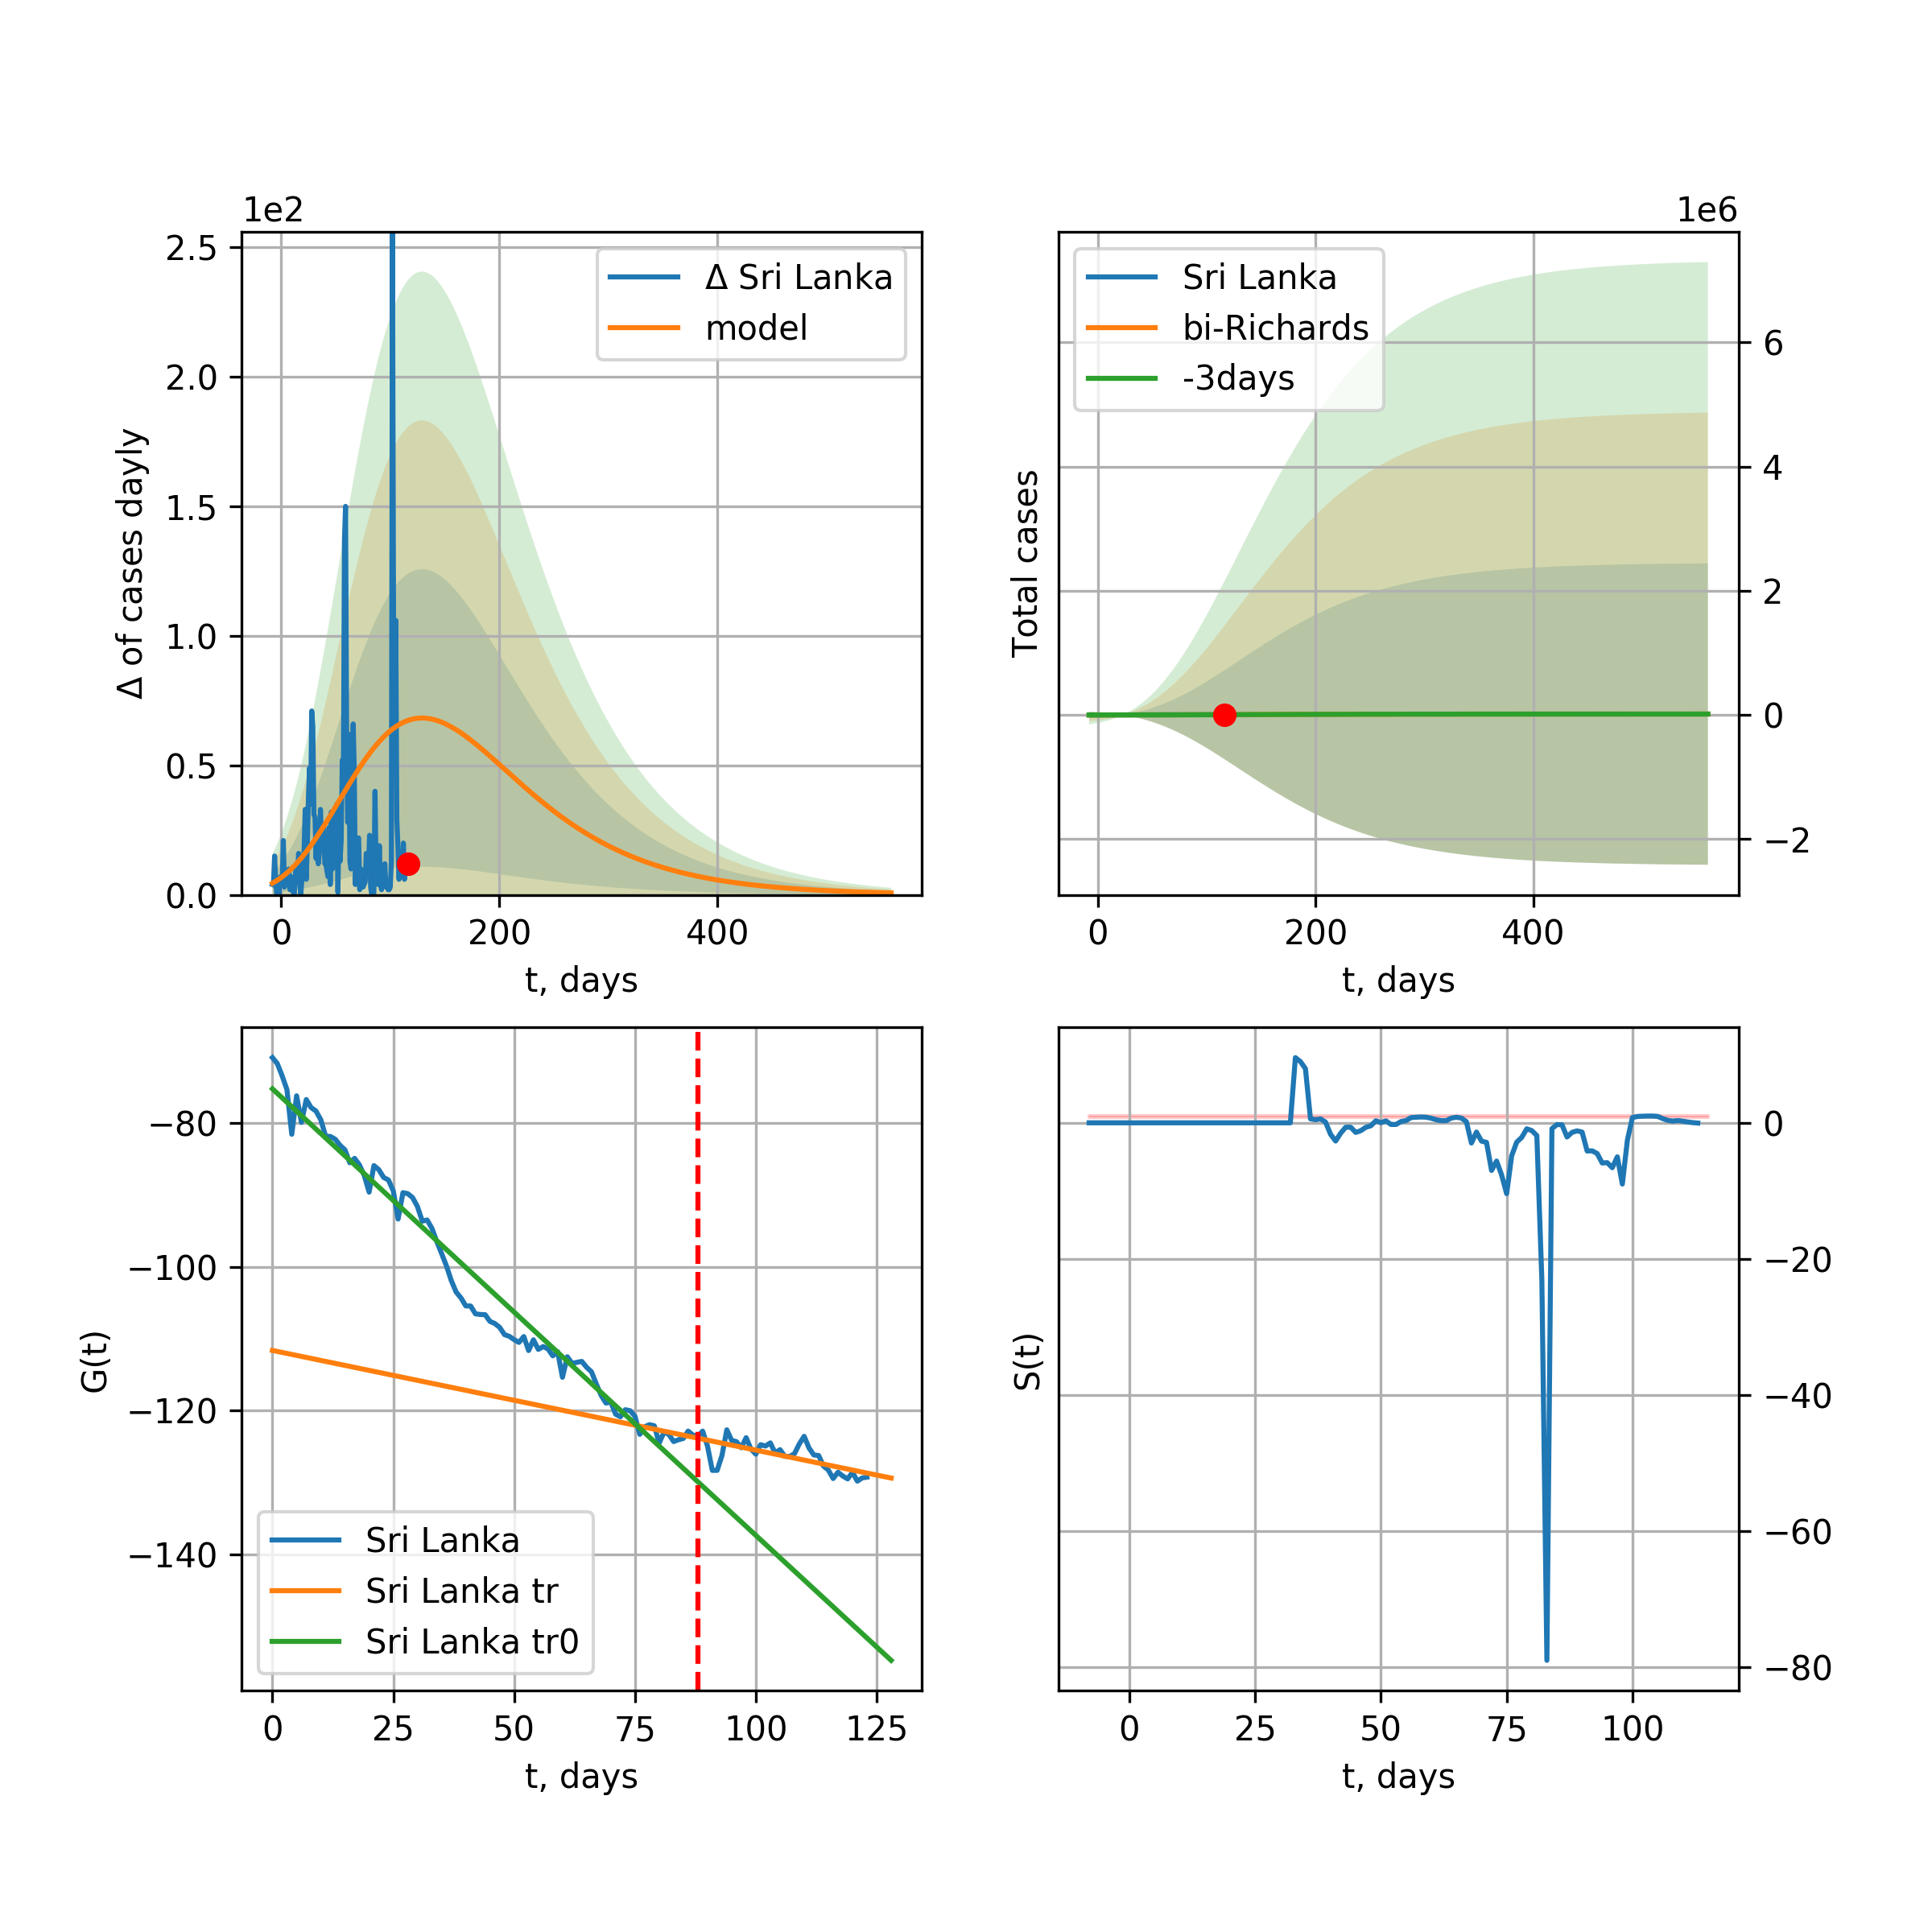 1e2
2.5
2.0
1.5
1.0
0.5
0.0
Δ of cases dayly
Δ Sri Lanka
model
0 200 400
t, days
1e6
Sri Lanka
bi-Richards
-3days
Total cases
6
4
2
0
−2
0 200 400
t, days
−80
−100
−120
−140
G(t)
Sri Lanka
Sri Lanka tr
Sri Lanka tr0
0 25 50 75 100 125
t, days
S(t)
0
−20
−40
−60
−80
0 25 50 75 100
t, days